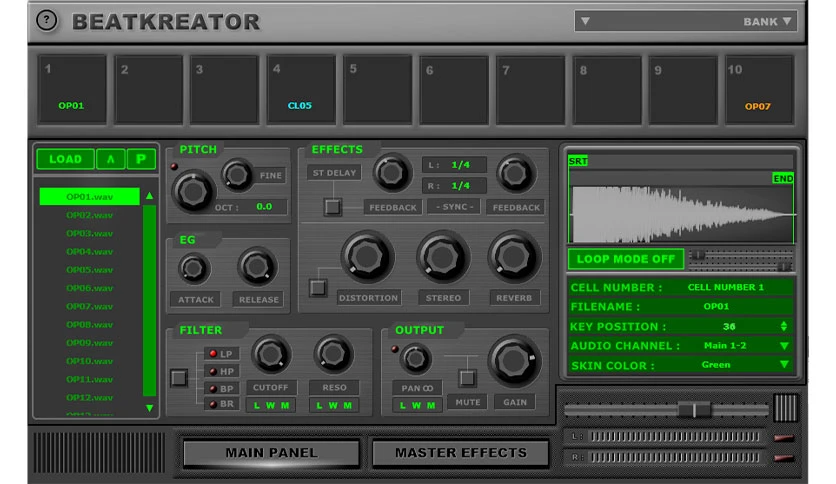 ? BEATKREATOR
BANK
1 2 3 4 5 6 7 8 9 10
OP01 CL05 OP07
LOAD Λ P
OP01.wav
OP02.wav
OP03.wav
OP04.wav
OP05.wav
OP06.wav
OP07.wav
OP08.wav
OP09.wav
OP10.wav
OP11.wav
OP12.wav
PITCH
FINE
OCT : 0.0
EG
ATTACK RELEASE
FILTER
LP
HP
BP
BR
CUTOFF RESO
L W M L W M
EFFECTS
ST DELAY
L : 1/4
R : 1/4
FEEDBACK - SYNC - FEEDBACK
DISTORTION STEREO REVERB
OUTPUT
PAN
L W M
MUTE GAIN
SRT
END
LOOP MODE OFF
CELL NUMBER : CELL NUMBER 1
FILENAME : OP01
KEY POSITION : 36
AUDIO CHANNEL : Main 1-2
SKIN COLOR : Green
L :
R :
MAIN PANEL MASTER EFFECTS